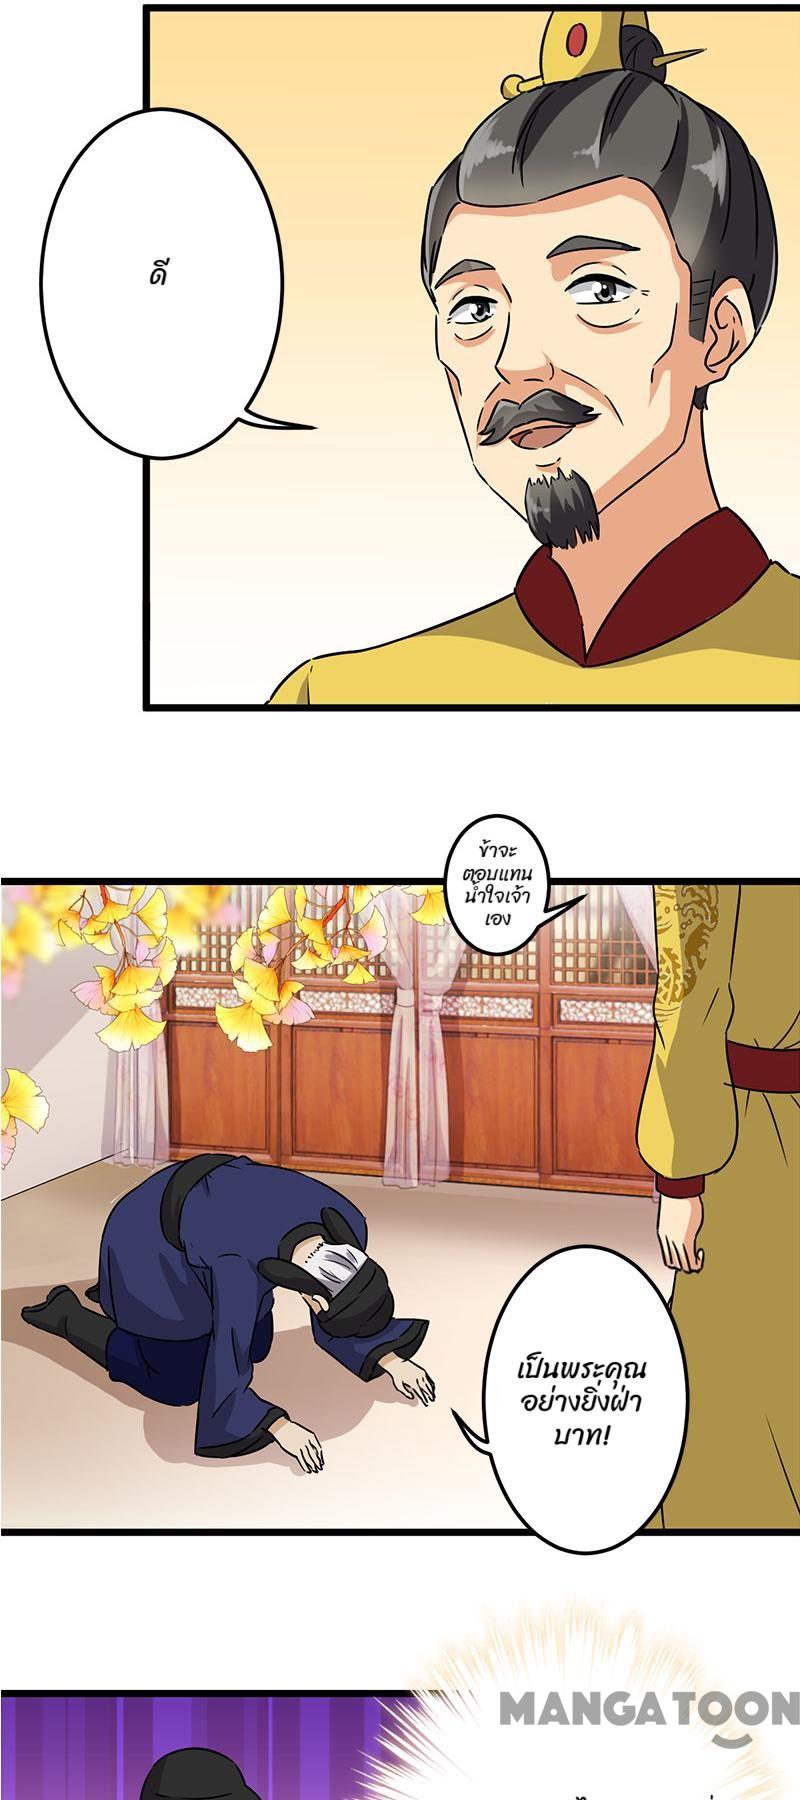 ดี
ข้าจะ
ตอบแทน
น้ำใจเจ้า
เอง
เป็นพระคุณ
อย่างยิ่งฝ่า
บาท!
MANGATOON